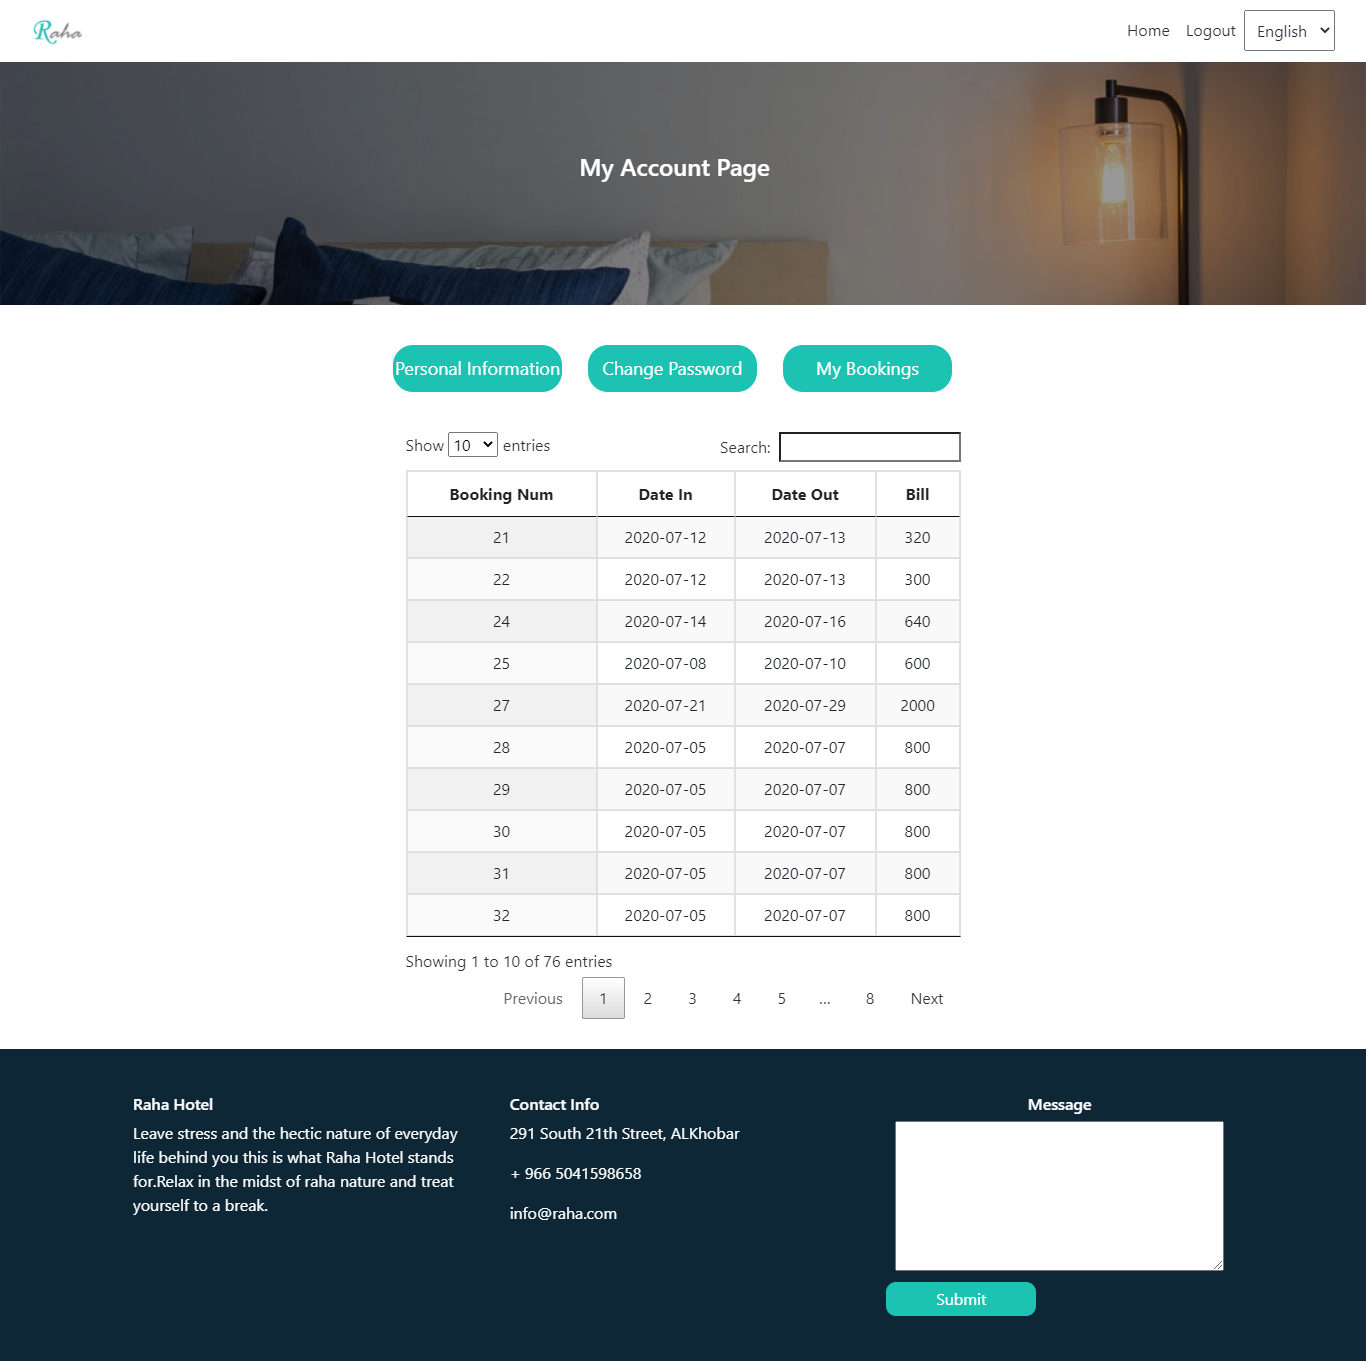 Raha
Home Logout English
My Account Page
Personal Information Change Password My Bookings
Show 10 entries Search:
Booking Num Date In Date Out Bill
21 2020-07-12 2020-07-13 320
22 2020-07-12 2020-07-13 300
24 2020-07-14 2020-07-16 640
25 2020-07-08 2020-07-10 600
27 2020-07-21 2020-07-29 2000
28 2020-07-05 2020-07-07 800
29 2020-07-05 2020-07-07 800
30 2020-07-05 2020-07-07 800
31 2020-07-05 2020-07-07 800
32 2020-07-05 2020-07-07 800
Showing 1 to 10 of 76 entries
Previous 1 2 3 4 5 … 8 Next
Raha Hotel
Leave stress and the hectic nature of everyday
life behind you this is what Raha Hotel stands
for.Relax in the midst of raha nature and treat
yourself to a break.
Contact Info
291 South 21th Street, ALKhobar
+ 966 5041598658
info@raha.com
Message
Submit